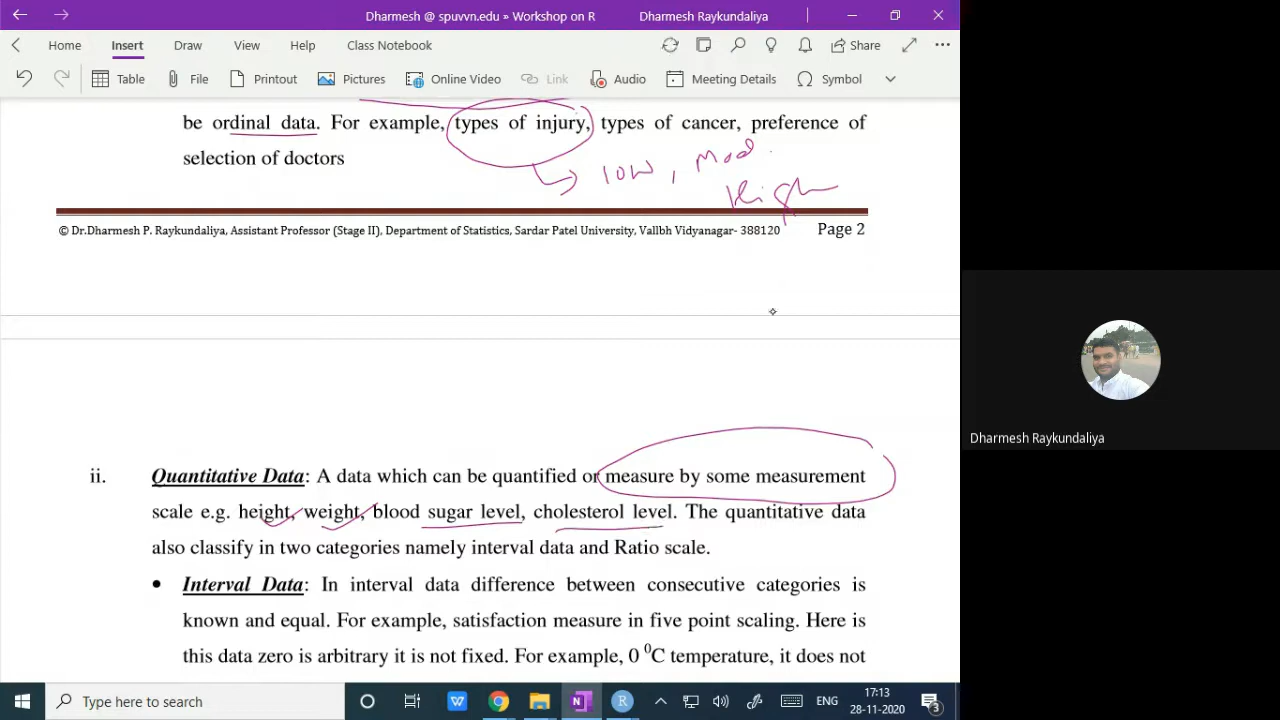 Dharmesh @ spuvvn.edu » Workshop on R
Dharmesh Raykundaliya
Home Insert Draw View Help Class Notebook Share
Table File Printout Pictures Online Video Link Audio Meeting Details Symbol
be ordinal data. For example, types of injury, types of cancer, preference of
selection of doctors
low, Mod.
High
© Dr.Dharmesh P. Raykundaliya, Assistant Professor (Stage II), Department of Statistics, Sardar Patel University, Vallbh Vidyanagar- 388120 Page 2
ii. Quantitative Data: A data which can be quantified or measure by some measurement
scale e.g. height, weight, blood sugar level, cholesterol level. The quantitative data
also classify in two categories namely interval data and Ratio scale.
• Interval Data: In interval data difference between consecutive categories is
known and equal. For example, satisfaction measure in five point scaling. Here is
this data zero is arbitrary it is not fixed. For example, 0 ⁰C temperature, it does not
Dharmesh Raykundaliya
Type here to search
ENG
17:13
28-11-2020
3